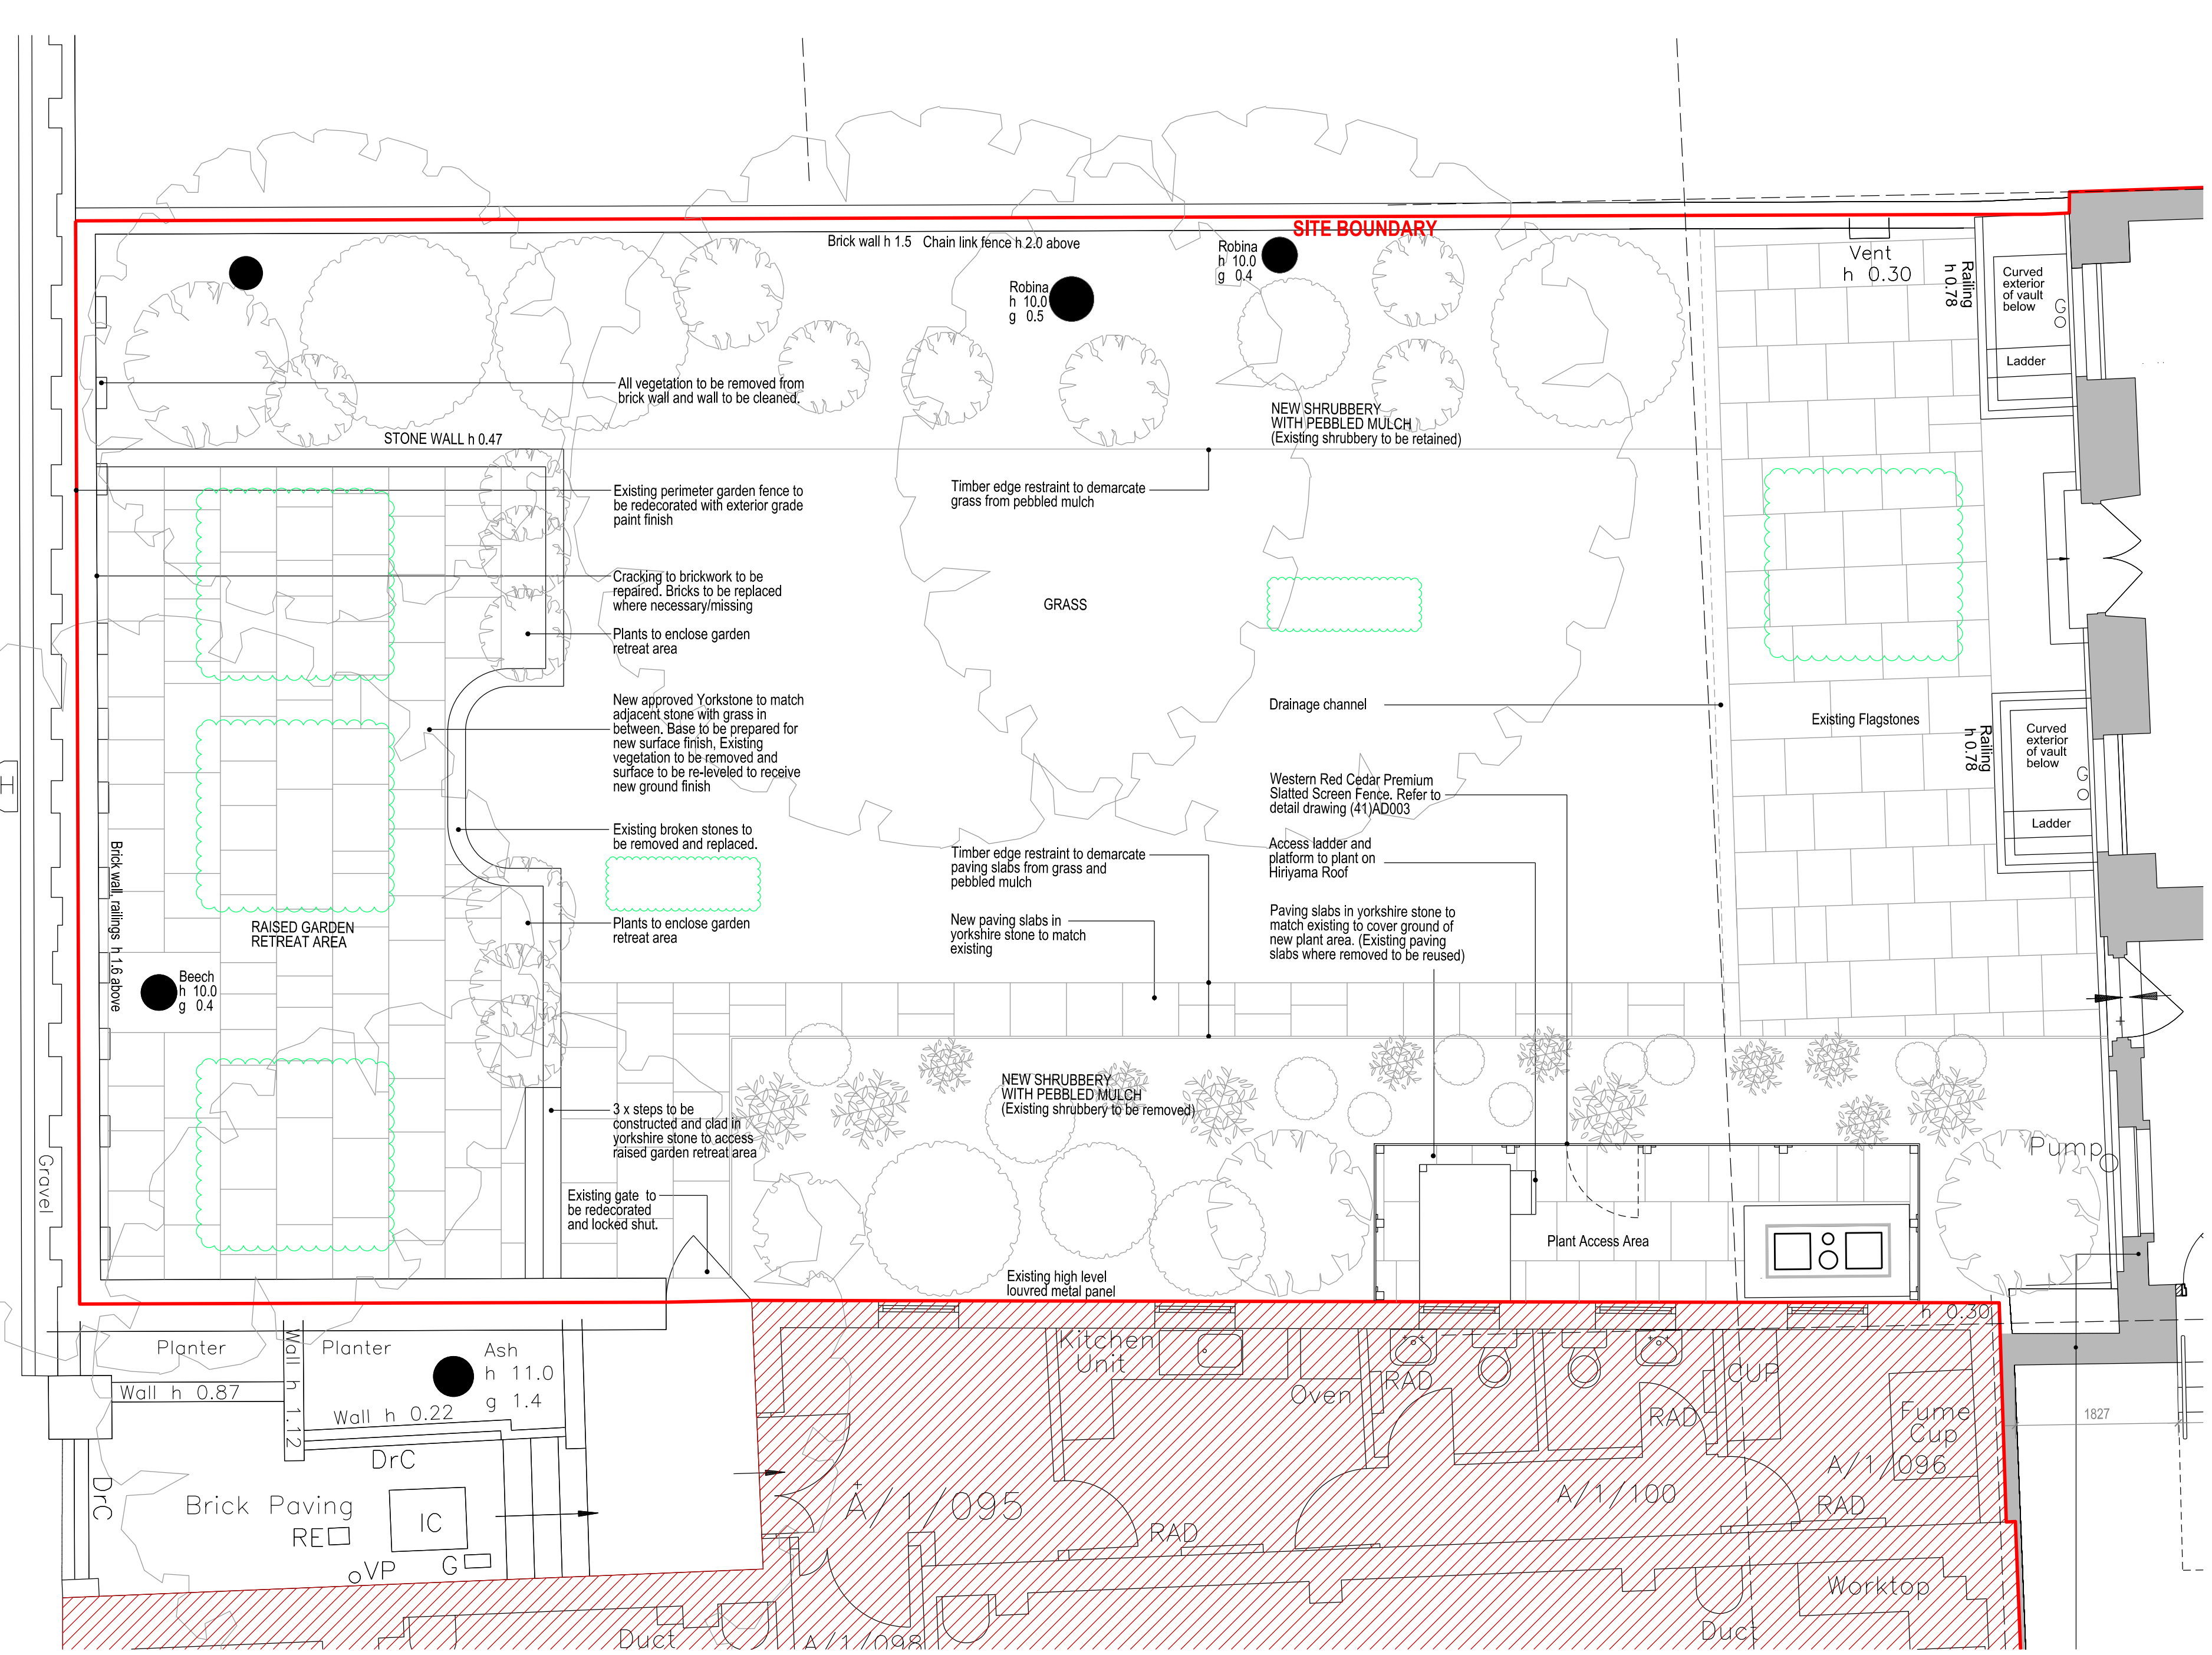 SITE BOUNDARY
Brick wall h 1.5 Chain link fence h 2.0 above
Robina
h 10.0
g 0.4
Robina
h 10.0
g 0.5
Vent
h 0.30
Railing
h 0.78
Curved
exterior
of vault
below
G
Ladder
All vegetation to be removed from
brick wall and wall to be cleaned.
STONE WALL h 0.47
NEW SHRUBBERY
WITH PEBBLED MULCH
(Existing shrubbery to be retained)
Existing perimeter garden fence to
be redecorated with exterior grade
paint finish
Timber edge restraint to demarcate
grass from pebbled mulch
Cracking to brickwork to be
repaired. Bricks to be replaced
where necessary/missing
GRASS
Plants to enclose garden
retreat area
New approved Yorkstone to match
adjacent stone with grass in
between. Base to be prepared for
new surface finish, Existing
vegetation to be removed and
surface to be re-leveled to receive
new ground finish
Drainage channel
Existing Flagstones
Railing
h 0.78
Curved
exterior
of vault
below
G
Ladder
Western Red Cedar Premium
Slatted Screen Fence. Refer to
detail drawing (41)AD003
H
Existing broken stones to
be removed and replaced.
Timber edge restraint to demarcate
paving slabs from grass and
pebbled mulch
Access ladder and
platform to plant on
Hiriyama Roof
Brick wall, railings h 1.6 above
RAISED GARDEN
RETREAT AREA
Plants to enclose garden
retreat area
New paving slabs in
yorkshire stone to match
existing
Paving slabs in yorkshire stone to
match existing to cover ground of
new plant area. (Existing paving
slabs where removed to be reused)
Beech
h 10.0
g 0.4
NEW SHRUBBERY
WITH PEBBLED MULCH
(Existing shrubbery to be removed)
3 x steps to be
constructed and clad in
yorkshire stone to access
raised garden retreat area
Pump
Gravel
Existing gate to
be redecorated
and locked shut.
Plant Access Area
Existing high level
louvred metal panel
h 0.30
Planter
Wall h 1.12
Planter
Ash
h 11.0
g 1.4
Wall h 0.87
Wall h 0.22
Kitchen
Unit
Oven
RAD
CUP
RAD
Fume
Cup
1827
DrC
DrC
A/1/096
A/1/100
A/1/095
Brick Paving
RE
IC
RAD
RAD
VP
G
Worktop
Duct
A/1/098
Duct